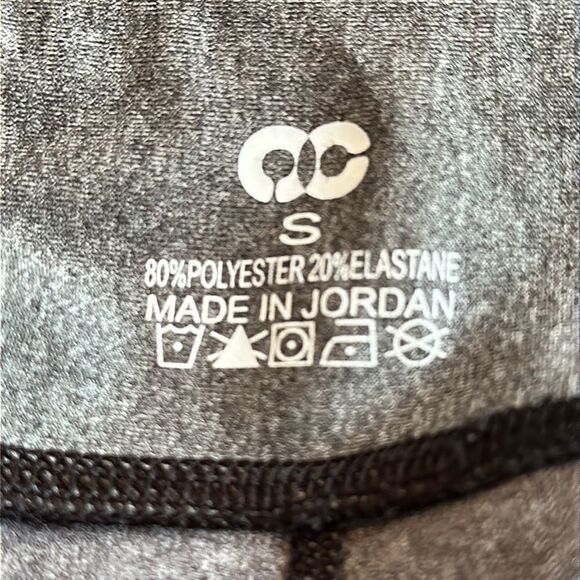 S
80%POLYESTER 20%ELASTANE
MADE IN JORDAN